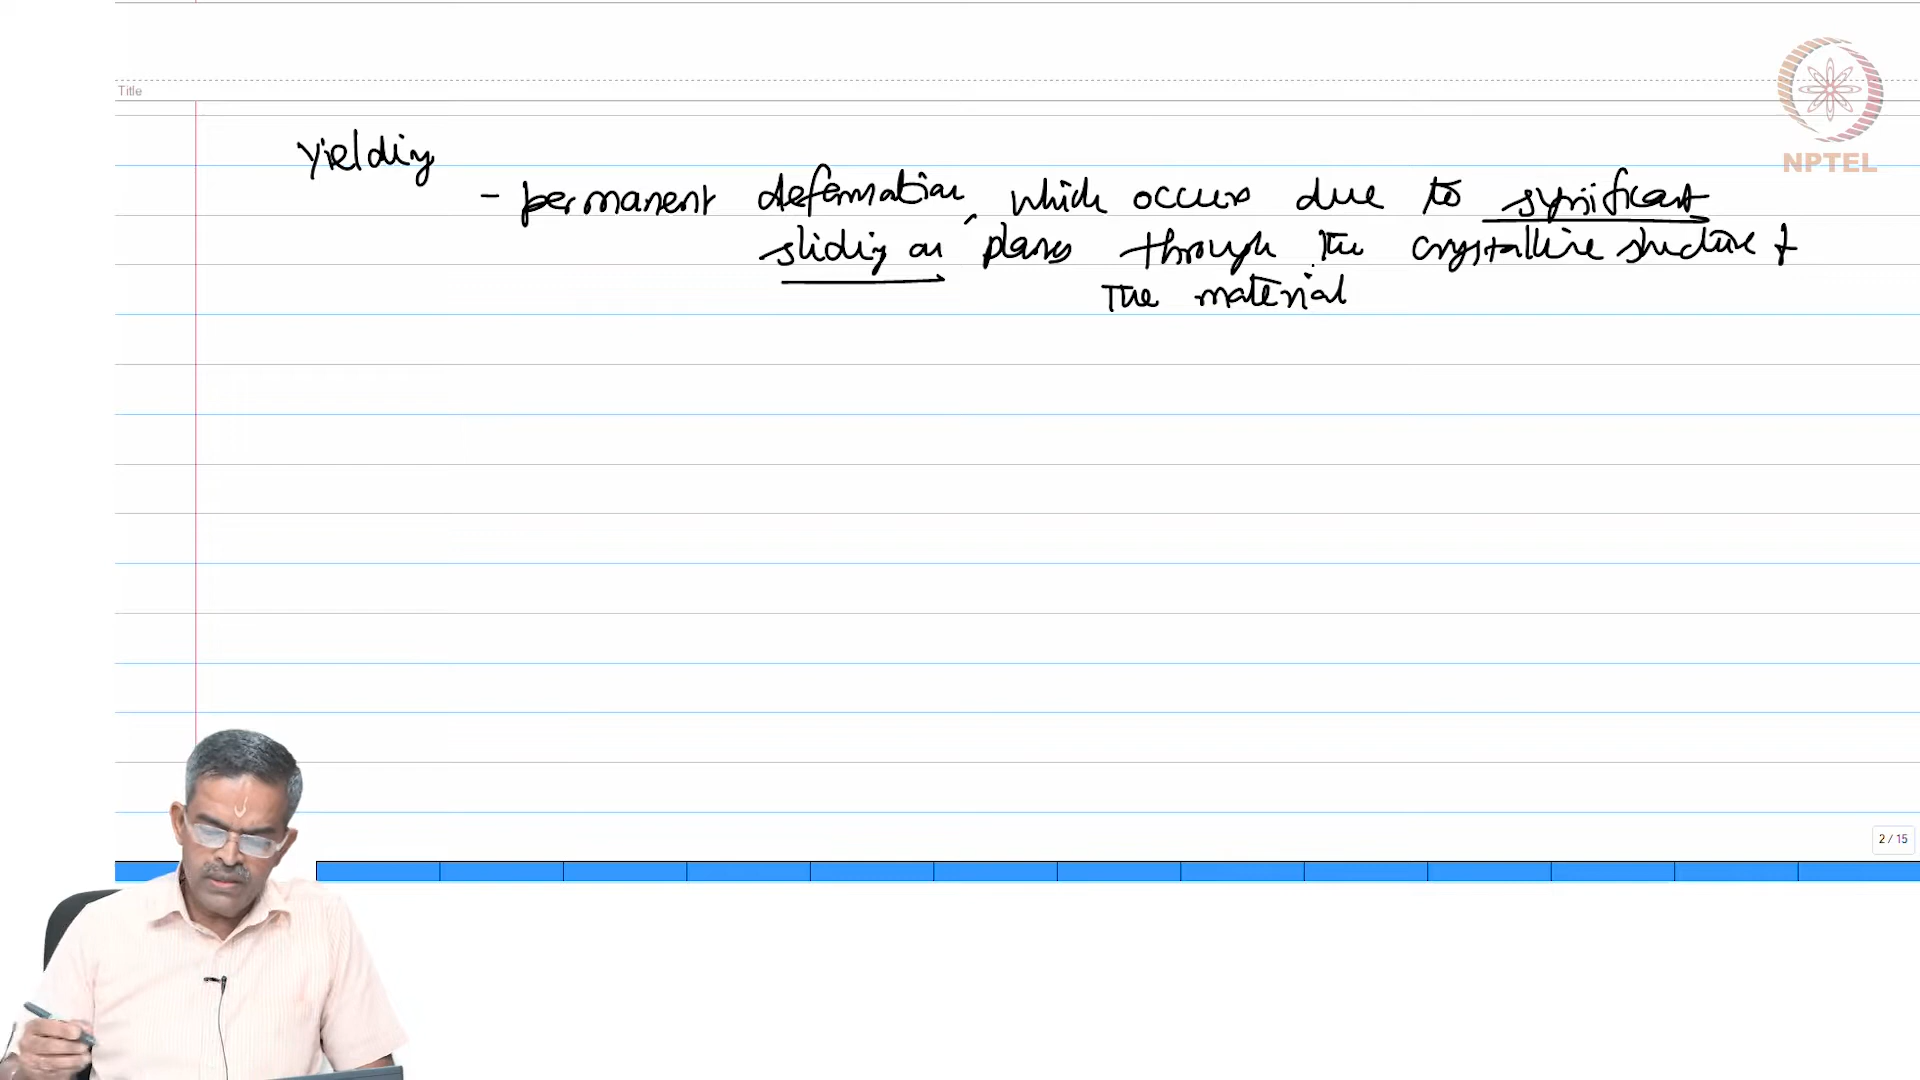 Title
NPTEL
yielding
- permanent deformation, which occurs due to significant
sliding on planes through the crystalline structure of
the material
2 / 15